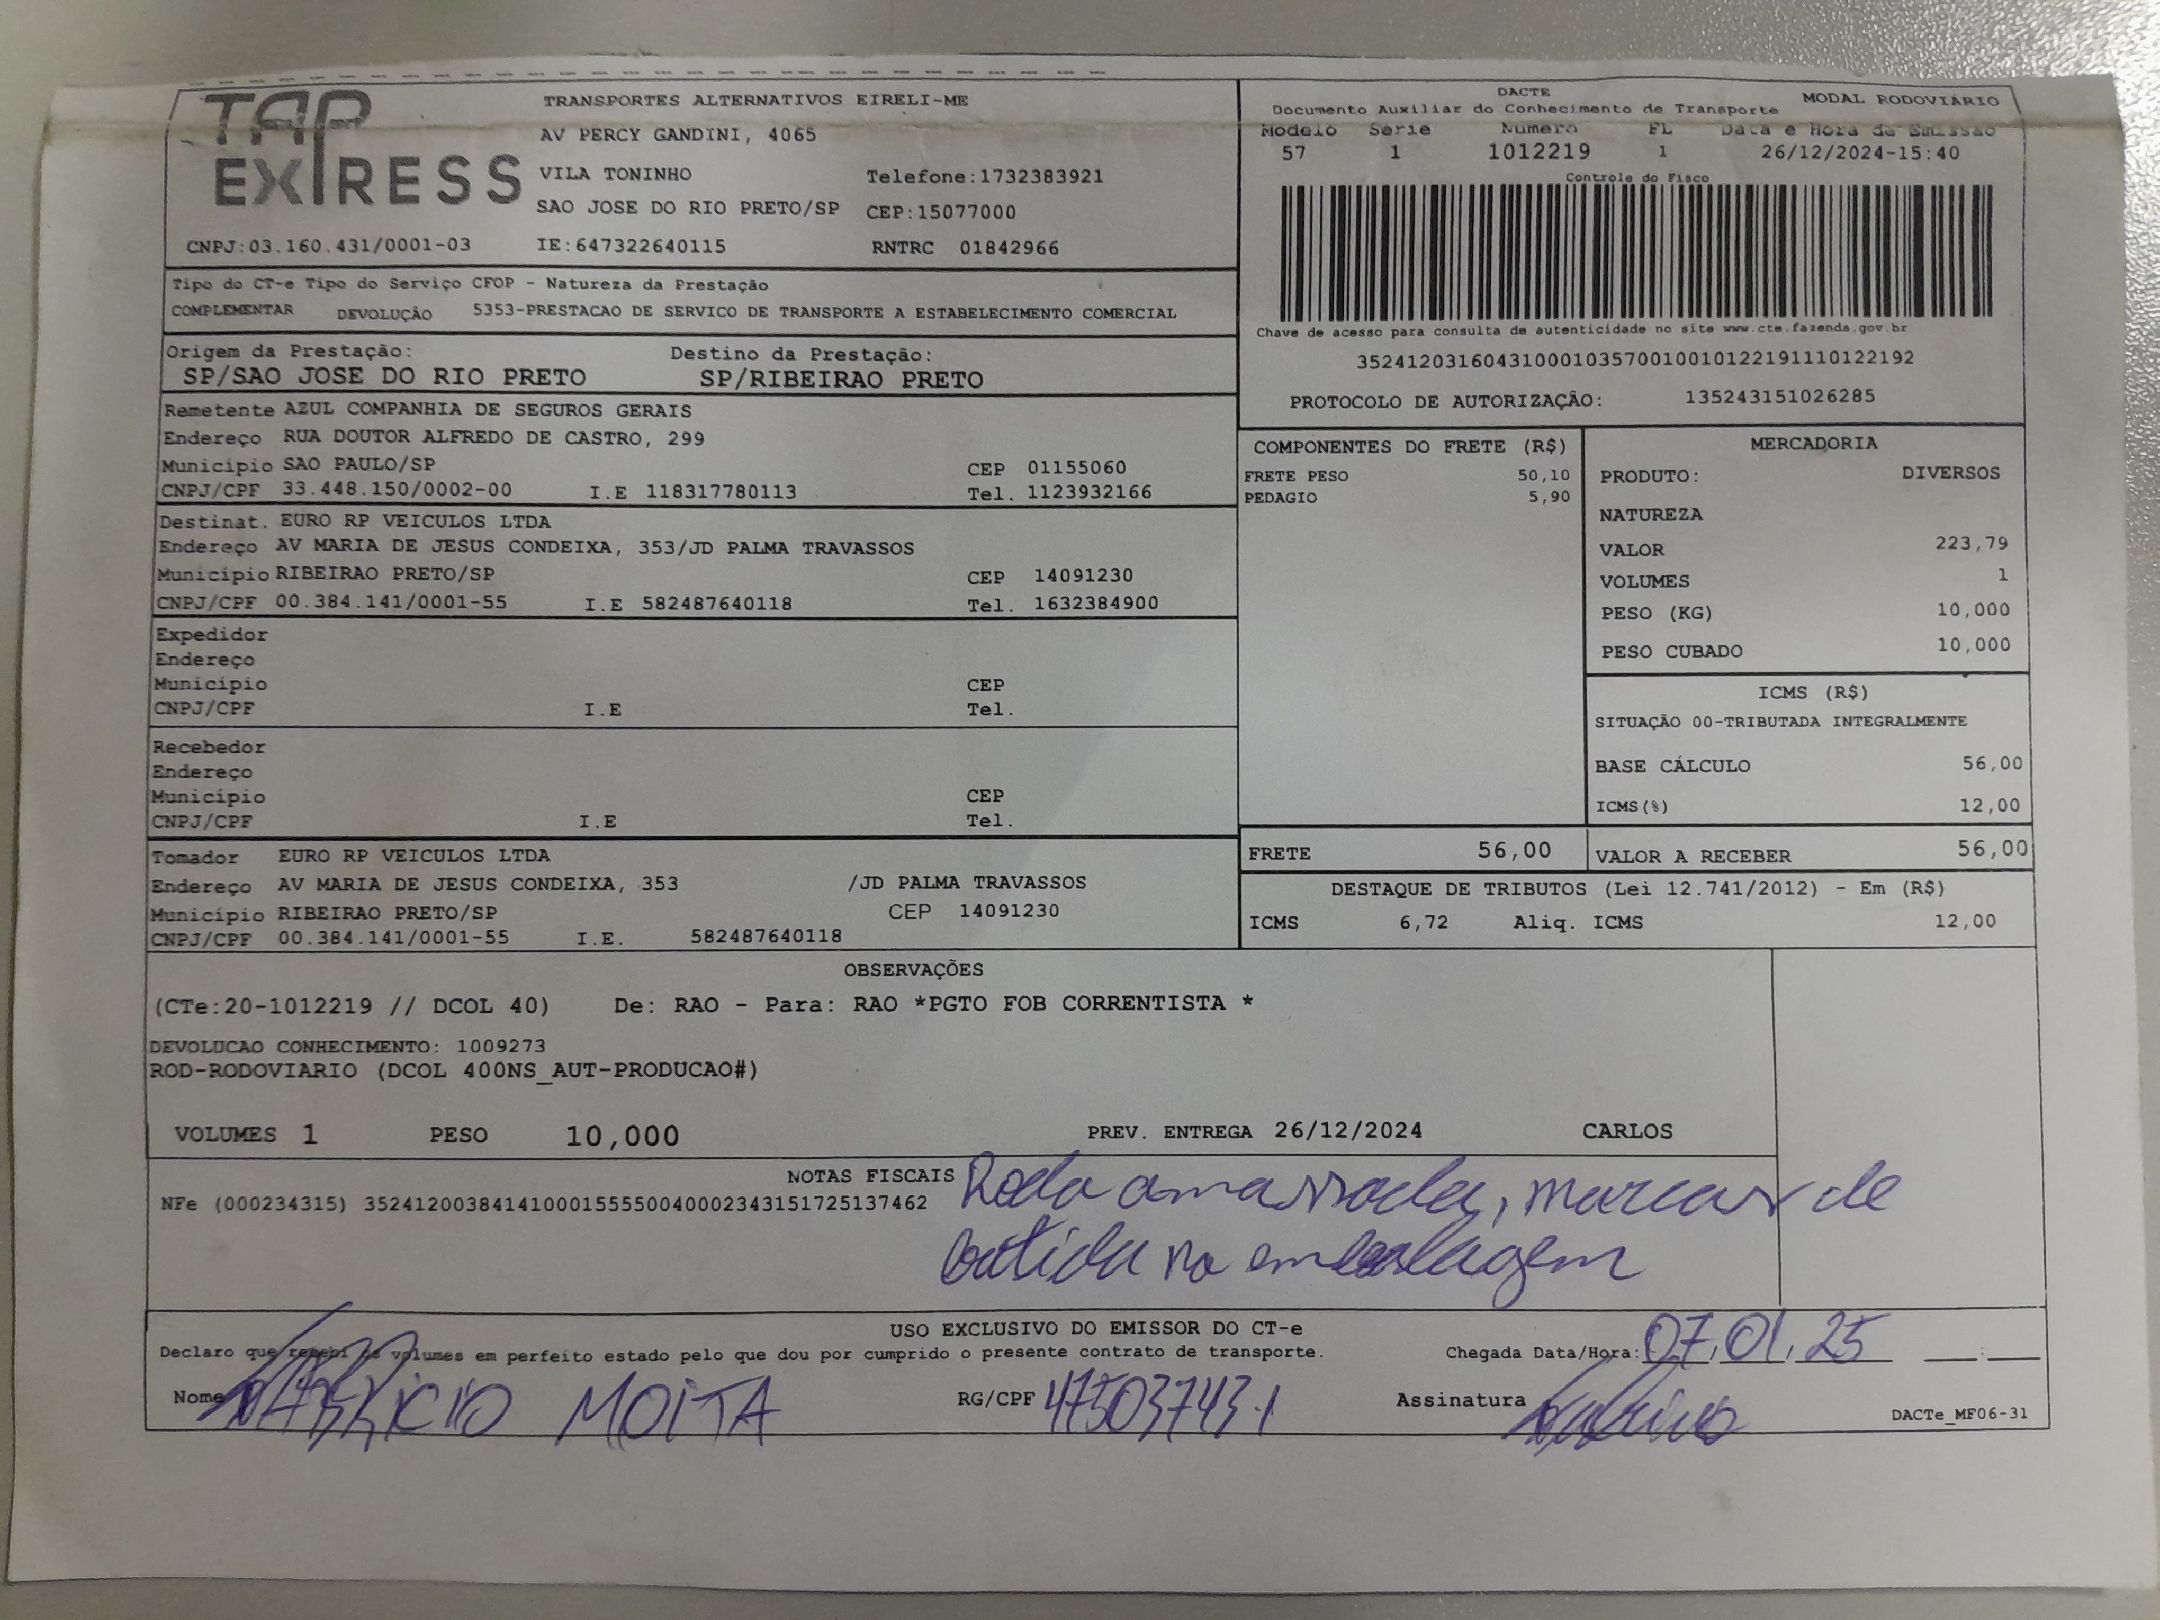 TAP EXPRESS
TRANSPORTES ALTERNATIVOS EIRELI-ME
AV PERCY GANDINI, 4065
VILA TONINHO Telefone:1732383921
SAO JOSE DO RIO PRETO/SP CEP:15077000
CNPJ:03.160.431/0001-03 IE:647322640115 RNTRC 01842966
DACTE MODAL RODOVIÁRIO
Documento Auxiliar do Conhecimento de Transporte
Modelo Serie Numero FL Data e Hora de Emissao
57 1 1012219 1 26/12/2024-15:40
Controle do Fisco
Chave de acesso para consulta de autenticidade no site www.cte.fazenda.gov.br
35241203160431000103570010010122191110122192
PROTOCOLO DE AUTORIZAÇÃO: 135243151026285
Tipo do CT-e Tipo do Serviço CFOP - Natureza da Prestação
COMPLEMENTAR DEVOLUÇÃO 5353-PRESTACAO DE SERVICO DE TRANSPORTE A ESTABELECIMENTO COMERCIAL
Origem da Prestação: Destino da Prestação:
SP/SAO JOSE DO RIO PRETO SP/RIBEIRAO PRETO
Remetente AZUL COMPANHIA DE SEGUROS GERAIS
Endereço RUA DOUTOR ALFREDO DE CASTRO, 299
Município SAO PAULO/SP CEP 01155060
CNPJ/CPF 33.448.150/0002-00 I.E 118317780113 Tel. 1123932166
Destinat. EURO RP VEICULOS LTDA
Endereço AV MARIA DE JESUS CONDEIXA, 353/JD PALMA TRAVASSOS
Município RIBEIRAO PRETO/SP CEP 14091230
CNPJ/CPF 00.384.141/0001-55 I.E 582487640118 Tel. 1632384900
Expedidor
Endereço
Município CEP
CNPJ/CPF I.E Tel.
Recebedor
Endereço
Município CEP
CNPJ/CPF I.E Tel.
Tomador EURO RP VEICULOS LTDA
Endereço AV MARIA DE JESUS CONDEIXA, 353 /JD PALMA TRAVASSOS
Município RIBEIRAO PRETO/SP CEP 14091230
CNPJ/CPF 00.384.141/0001-55 I.E. 582487640118
COMPONENTES DO FRETE (R$)
FRETE PESO 50,10
PEDAGIO 5,90
MERCADORIA
PRODUTO: DIVERSOS
NATUREZA
VALOR 223,79
VOLUMES 1
PESO (KG) 10,000
PESO CUBADO 10,000
ICMS (R$)
SITUAÇÃO 00-TRIBUTADA INTEGRALMENTE
BASE CÁLCULO 56,00
ICMS(%) 12,00
FRETE 56,00 VALOR A RECEBER 56,00
DESTAQUE DE TRIBUTOS (Lei 12.741/2012) - Em (R$)
ICMS 6,72 Aliq. ICMS 12,00
OBSERVAÇÕES
(CTe:20-1012219 // DCOL 40) De: RAO - Para: RAO *PGTO FOB CORRENTISTA *
DEVOLUCAO CONHECIMENTO: 1009273
ROD-RODOVIARIO (DCOL 400NS_AUT-PRODUCAO#)
VOLUMES 1 PESO 10,000 PREV. ENTREGA 26/12/2024 CARLOS
NOTAS FISCAIS
NFe (000234315) 35241200384141000155550040002343151725137462
Roda amassada, marcas de
batida na embalagem
USO EXCLUSIVO DO EMISSOR DO CT-e
Declaro que recebi os volumes em perfeito estado pelo que dou por cumprido o presente contrato de transporte. Chegada Data/Hora: 07.01.25 __:__
Nome FABRICIO MOITA RG/CPF 47503743-1 Assinatura
DACTe_MF06-31